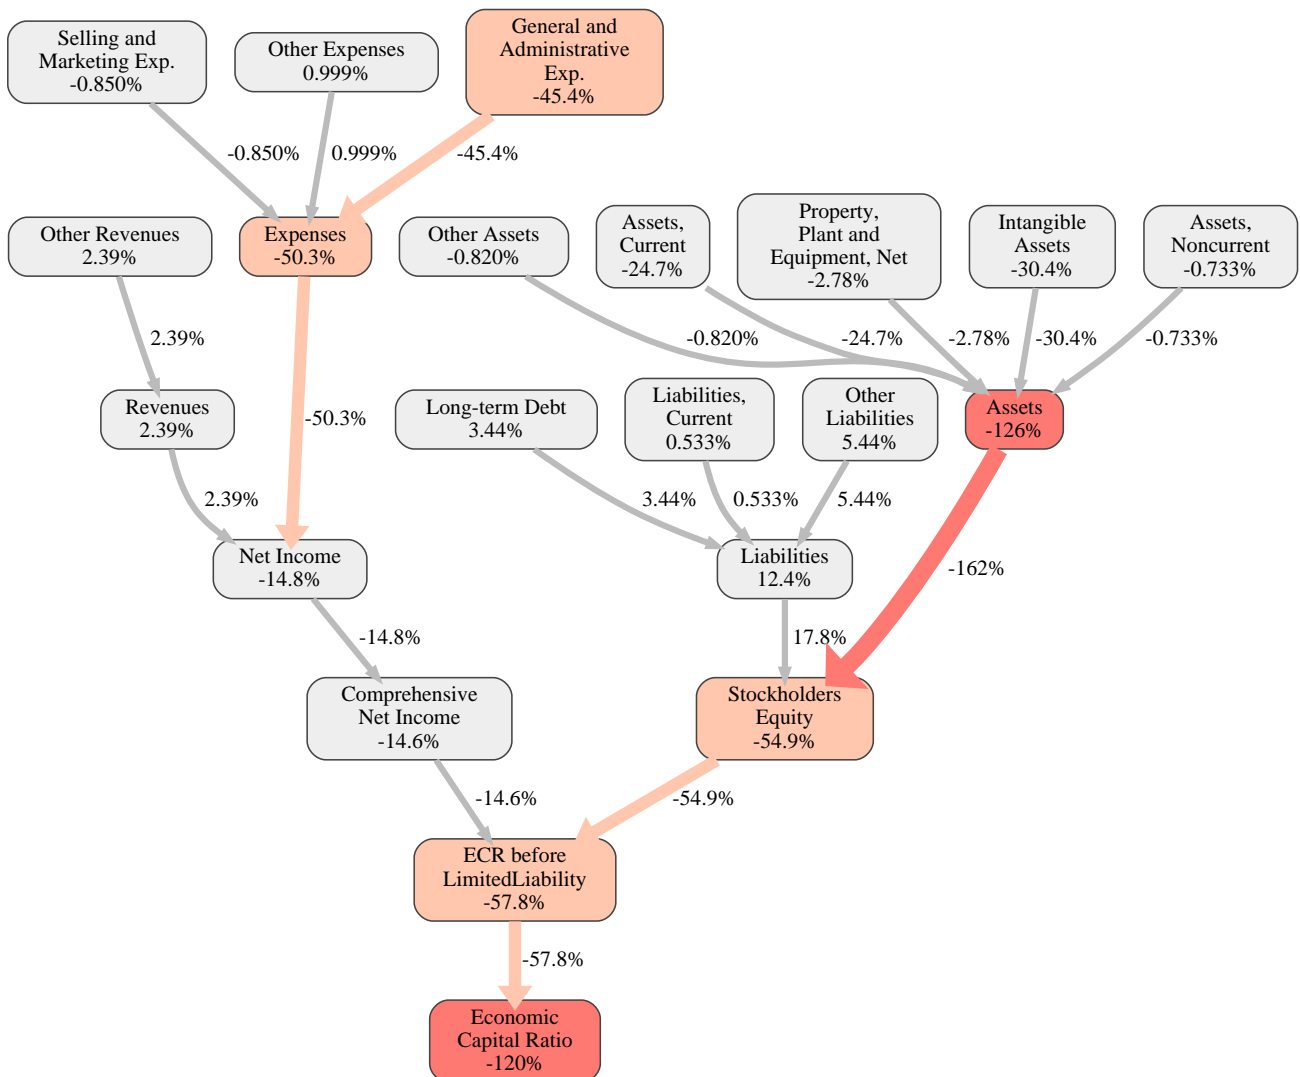 Selling and
Marketing Exp.
-0.850%
Other Expenses
0.999%
General and
Administrative
Exp.
-45.4%
-0.850%
0.999%
-45.4%
Other Revenues
2.39%
Expenses
-50.3%
Other Assets
-0.820%
Assets,
Current
-24.7%
Property,
Plant and
Equipment, Net
-2.78%
Intangible
Assets
-30.4%
Assets,
Noncurrent
-0.733%
2.39%
-0.820%
-24.7%
-2.78%
-30.4%
-0.733%
Revenues
2.39%
-50.3%
Long-term Debt
3.44%
Liabilities,
Current
0.533%
Other
Liabilities
5.44%
Assets
-126%
2.39%
3.44%
0.533%
5.44%
Net Income
-14.8%
Liabilities
12.4%
-162%
-14.8%
17.8%
Comprehensive
Net Income
-14.6%
Stockholders
Equity
-54.9%
-14.6%
-54.9%
ECR before
LimitedLiability
-57.8%
-57.8%
Economic
Capital Ratio
-120%